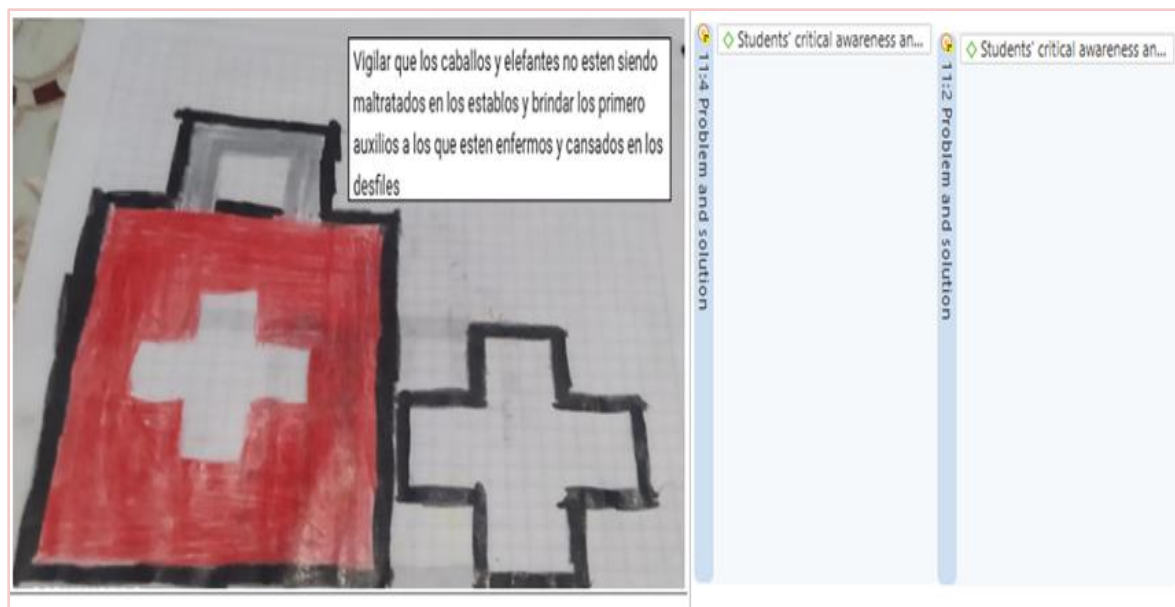 Vigilar que los caballos y elefantes no esten siendo
maltratados en los establos y brindar los primero
auxilios a los que esten enfermos y cansados en los
desfiles
11:4 Problem and solution
Students' critical awareness an...
11:2 Problem and solution
Students' critical awareness an...